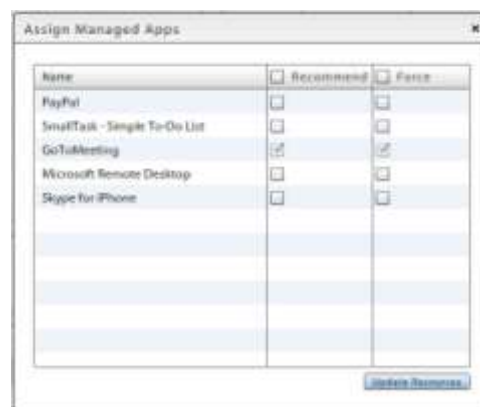 Assign Managed Apps
Name Recommend Force
PayPal
SmallTask - Simple To-Do List
GoToMeeting
Microsoft Remote Desktop
Skype for iPhone
Update Resources